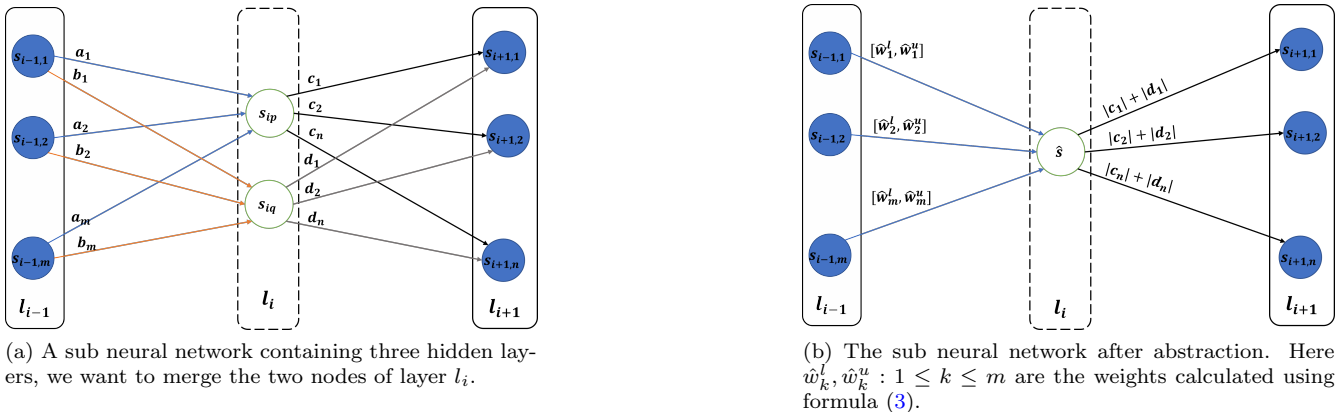 s_{i-1,1}
s_{i-1,2}
s_{i-1,m}
l_{i-1}
a_1
b_1
a_2
b_2
a_m
b_m
s_{ip}
s_{iq}
l_i
c_1
c_2
c_n
d_1
d_2
d_n
s_{i+1,1}
s_{i+1,2}
s_{i+1,n}
l_{i+1}
(a) A sub neural network containing three hidden lay-
ers, we want to merge the two nodes of layer l_i.
s_{i-1,1}
s_{i-1,2}
s_{i-1,m}
l_{i-1}
[ŵ_1^l, ŵ_1^u]
[ŵ_2^l, ŵ_2^u]
[ŵ_m^l, ŵ_m^u]
ŝ
l_i
|c_1| + |d_1|
|c_2| + |d_2|
|c_n| + |d_n|
s_{i+1,1}
s_{i+1,2}
s_{i+1,n}
l_{i+1}
(b) The sub neural network after abstraction. Here
ŵ_k^l, ŵ_k^u : 1 ≤ k ≤ m are the weights calculated using
formula (3).